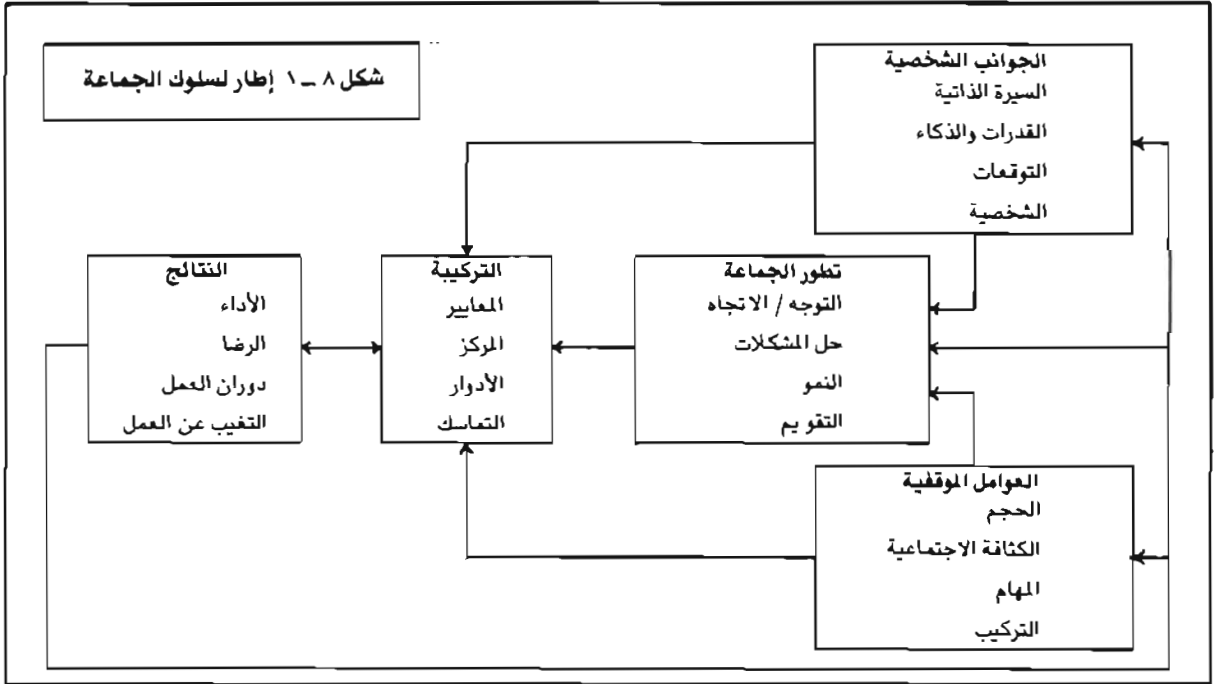 شكل ٨ ــ ١ إطار لسلوك الجماعة
الجوانب الشخصية
السيرة الذاتية
القدرات والذكاء
التوقعات
الشخصية
تطور الجماعة
التوجه / الاتجاه
حل المشكلات
النمو
التقويم
التركيبة
المعايير
المركز
الأدوار
التماسك
النتائج
الأداء
الرضا
دوران العمل
التغيب عن العمل
العوامل الموقفية
الحجم
الكثافة الاجتماعية
المهام
التركيب